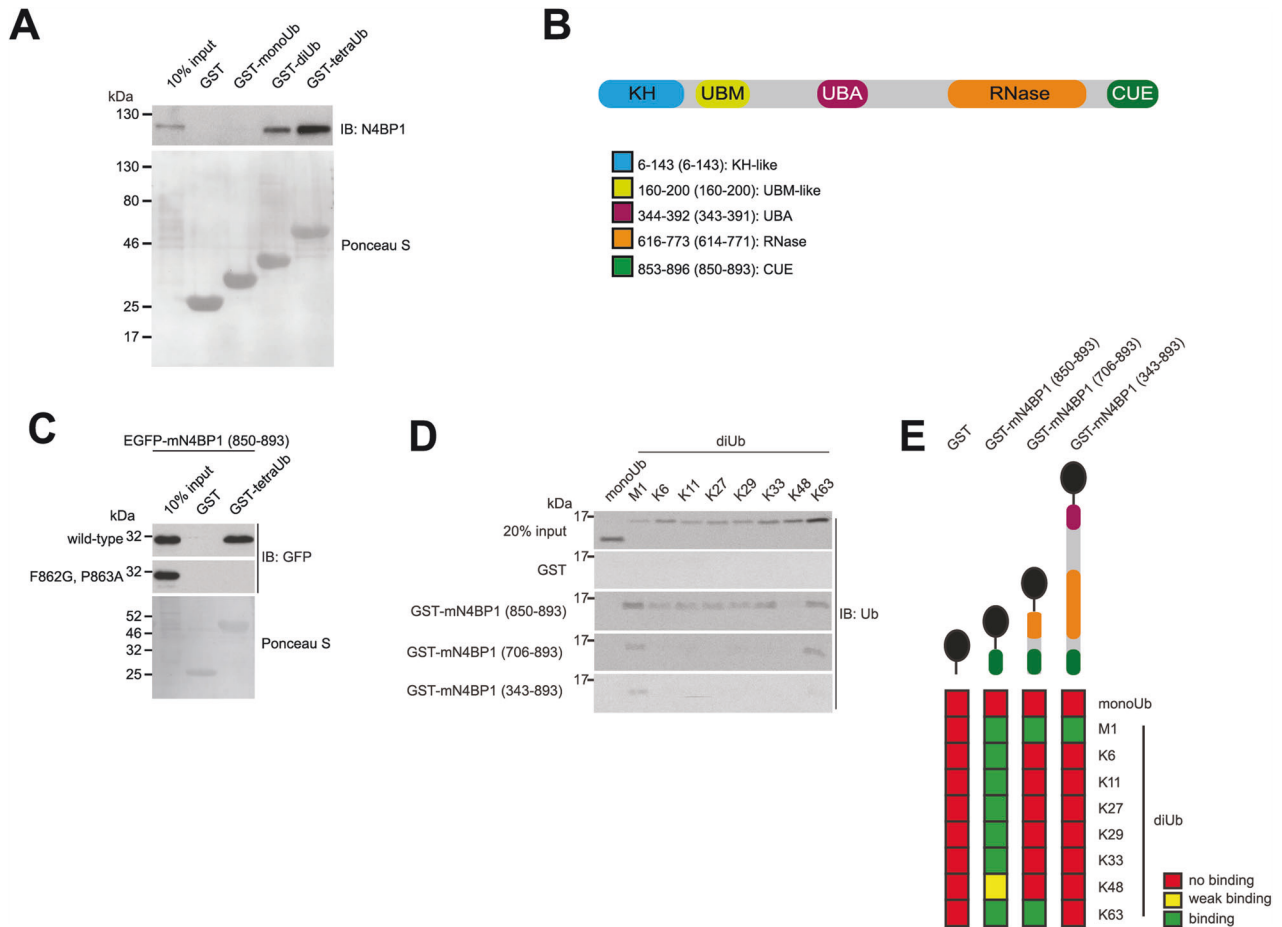 A
10% input
GST
GST-monoUb
GST-diUb
GST-tetraUb
kDa
130
IB: N4BP1
130
80
46
25
17
Ponceau S
B
KH
UBM
UBA
RNase
CUE
6-143 (6-143): KH-like
160-200 (160-200): UBM-like
344-392 (343-391): UBA
616-773 (614-771): RNase
853-896 (850-893): CUE
C
EGFP-mN4BP1 (850-893)
10% input
GST
GST-tetraUb
kDa
wild-type
32
F862G, P863A
32
IB: GFP
52
46
32
25
Ponceau S
D
diUb
monoUb
M1
K6
K11
K27
K29
K33
K48
K63
kDa
20% input
17
GST
17
GST-mN4BP1 (850-893)
17
GST-mN4BP1 (706-893)
17
GST-mN4BP1 (343-893)
17
IB: Ub
E
GST
GST-mN4BP1 (850-893)
GST-mN4BP1 (706-893)
GST-mN4BP1 (343-893)
monoUb
M1
K6
K11
K27
K29
K33
K48
K63
diUb
no binding
weak binding
binding